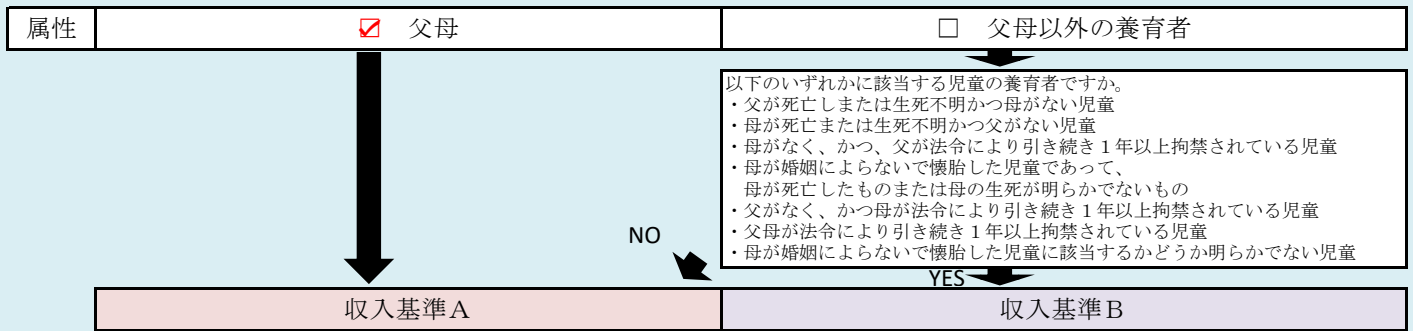 属性
☑ 父母
□ 父母以外の養育者
以下のいずれかに該当する児童の養育者ですか。
・父が死亡しまたは生死不明かつ母がない児童
・母が死亡または生死不明かつ父がない児童
・母がなく、かつ、父が法令により引き続き１年以上拘禁されている児童
・母が婚姻によらないで懐胎した児童であって、
母が死亡したものまたは母の生死が明らかでないもの
・父がなく、かつ母が法令により引き続き１年以上拘禁されている児童
・父母が法令により引き続き１年以上拘禁されている児童
・母が婚姻によらないで懐胎した児童に該当するかどうか明らかでない児童
NO
YES
収入基準Ａ
収入基準Ｂ